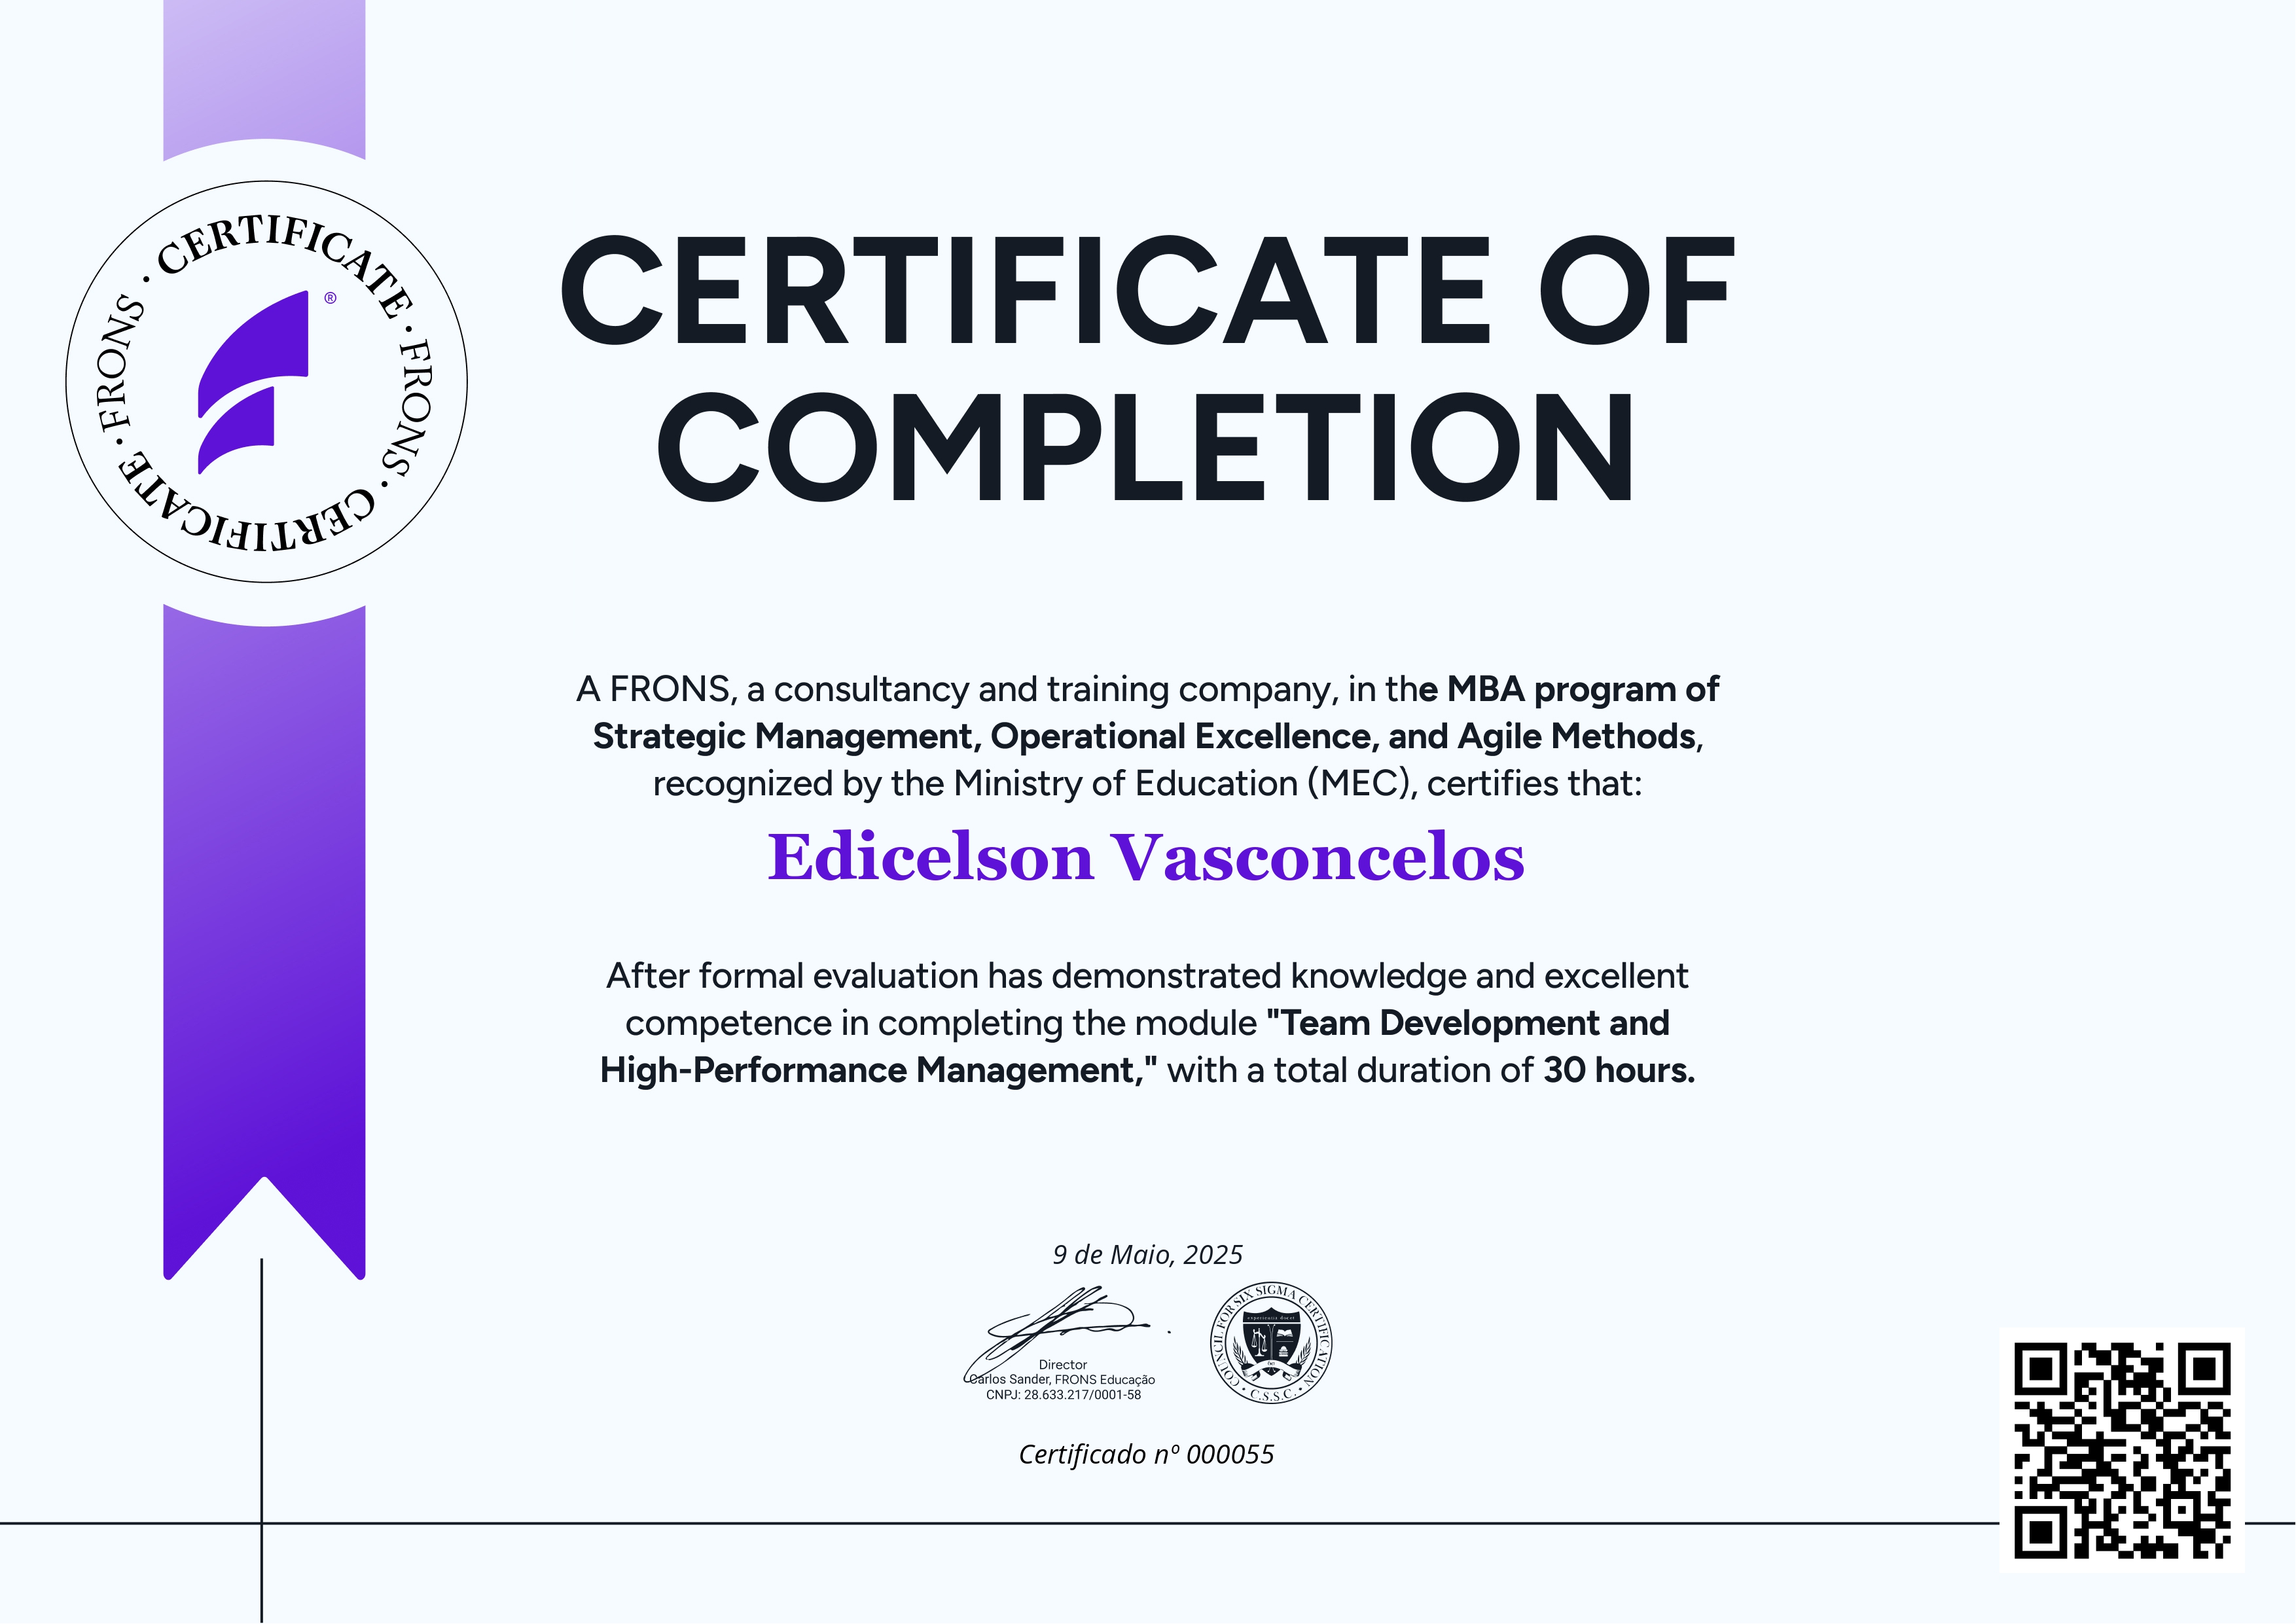 · CERTIFICATE · FRONS · CERTIFICATE · FRONS
®
CERTIFICATE OF
COMPLETION
A FRONS, a consultancy and training company, in the MBA program of
Strategic Management, Operational Excellence, and Agile Methods,
recognized by the Ministry of Education (MEC), certifies that:
Edicelson Vasconcelos
After formal evaluation has demonstrated knowledge and excellent
competence in completing the module "Team Development and
High-Performance Management," with a total duration of 30 hours.
9 de Maio, 2025
Director
Carlos Sander, FRONS Educação
CNPJ: 28.633.217/0001-58
COUNCIL FOR SIX SIGMA CERTIFICATION • C.S.S.C. •
experientia docet
Certificado nº 000055